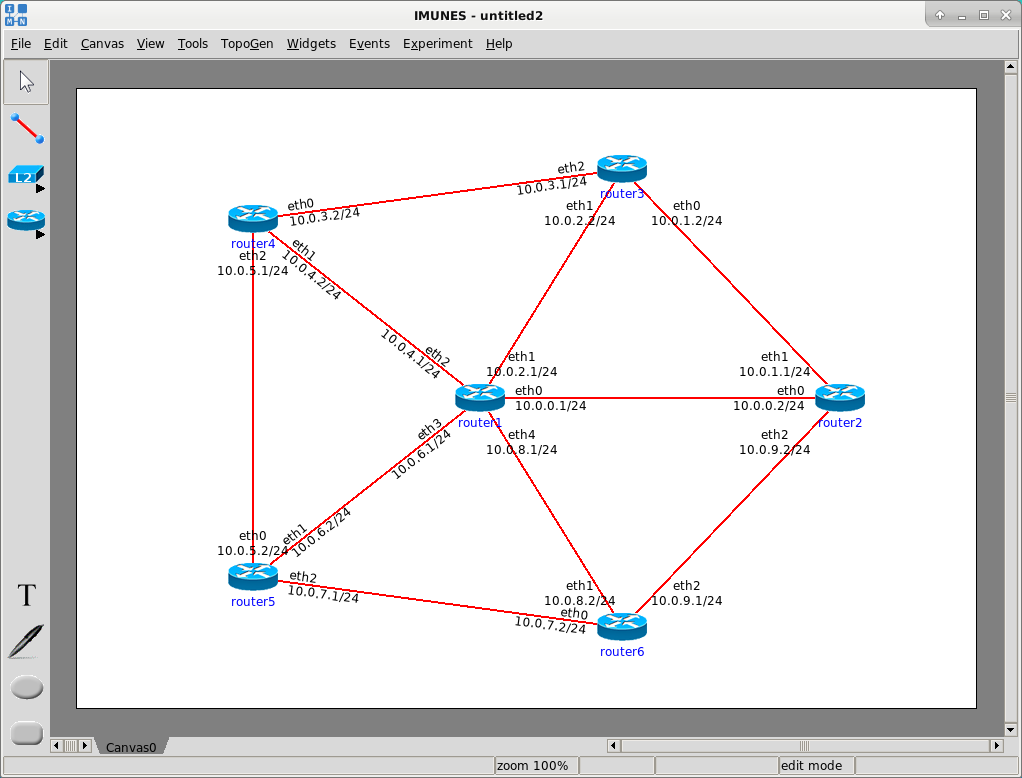 IMUNES - untitled2
File Edit Canvas View Tools TopoGen Widgets Events Experiment Help
eth2
10.0.3.1/24
router3
eth1
10.0.2.2/24
eth0
10.0.1.2/24
eth0
10.0.3.2/24
router4
eth2
10.0.5.1/24
eth1
10.0.4.2/24
eth2
10.0.4.1/24
eth1
10.0.2.1/24
eth1
10.0.1.1/24
eth0
10.0.0.1/24
eth0
10.0.0.2/24
router1
router2
eth3
10.0.6.1/24
eth4
10.0.8.1/24
eth2
10.0.9.2/24
eth0
10.0.5.2/24
eth1
10.0.6.2/24
eth2
10.0.7.1/24
router5
eth1
10.0.8.2/24
eth2
10.0.9.1/24
eth0
10.0.7.2/24
router6
L2
T
Canvas0
zoom 100%
edit mode